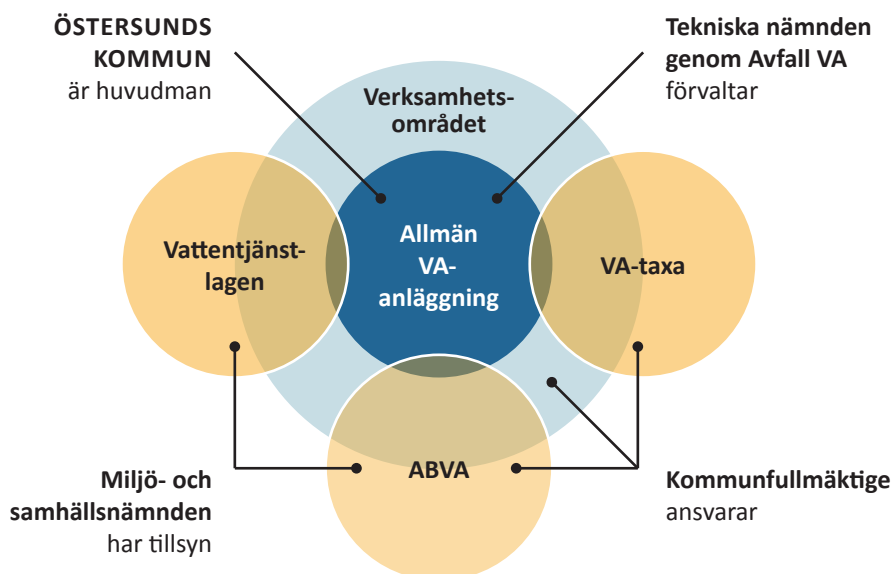 ÖSTERSUNDS
KOMMUN
är huvudman
Tekniska nämnden
genom Avfall VA
förvaltar
Verksamhets-
området
Vattentjänst-
lagen
Allmän
VA-
anläggning
VA-taxa
ABVA
Miljö- och
samhällsnämnden
har tillsyn
Kommunfullmäktige
ansvarar